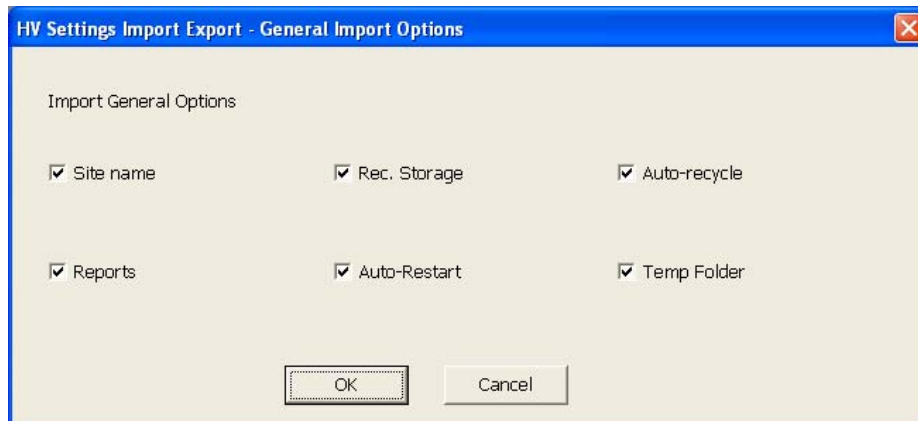 HV Settings Import Export - General Import Options
Import General Options
Site name Rec. Storage Auto-recycle
Reports Auto-Restart Temp Folder
OK Cancel